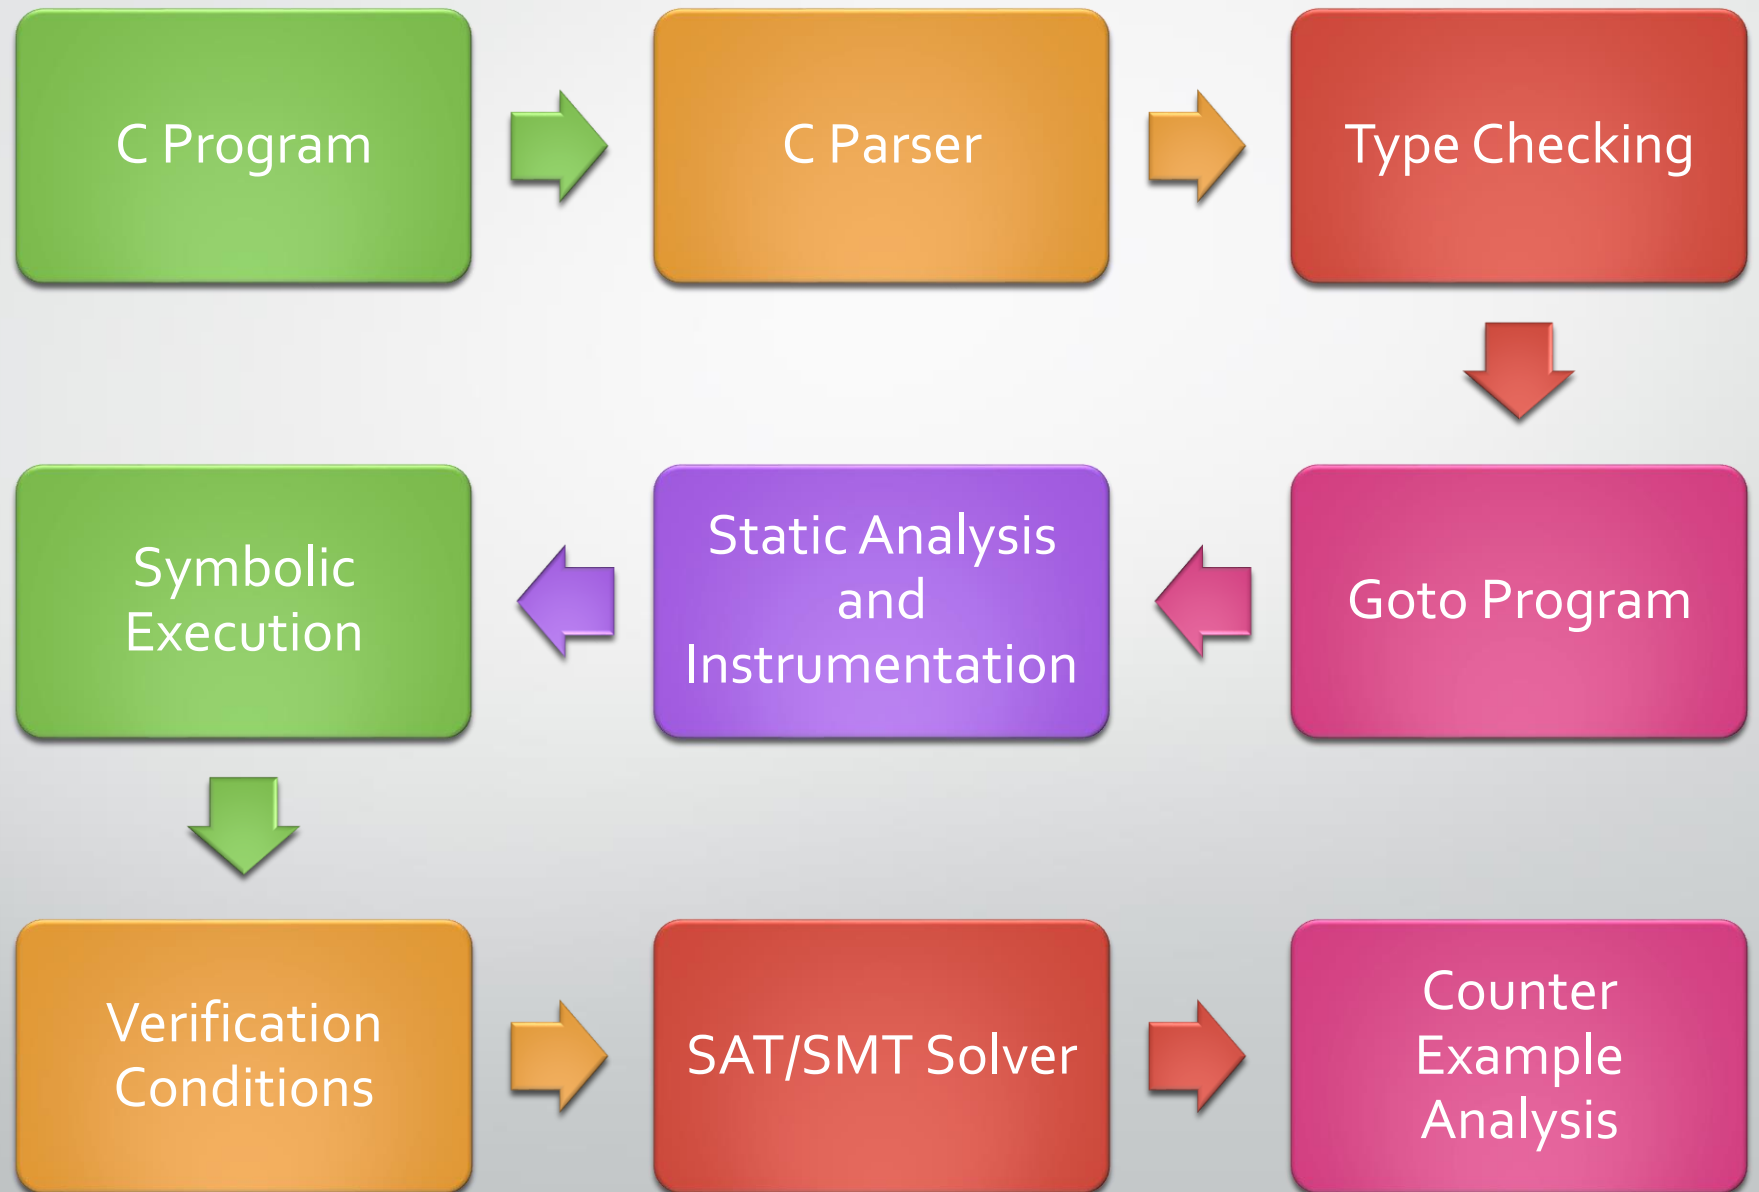 C Program
C Parser
Type Checking
Goto Program
Static Analysis
and
Instrumentation
Symbolic
Execution
Verification
Conditions
SAT/SMT Solver
Counter
Example
Analysis